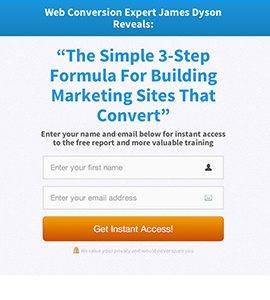 Web Conversion Expert James Dyson
Reveals:
“The Simple 3-Step
Formula For Building
Marketing Sites That
Convert”
Enter your name and email below for instant access
to the free report and more valuable training
Enter your first name
Enter your email address
Get Instant Access!
We value your privacy and would never spam you